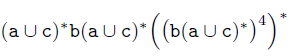 (a ∪ c)*b(a ∪ c)*((b(a ∪ c)*)⁴)*